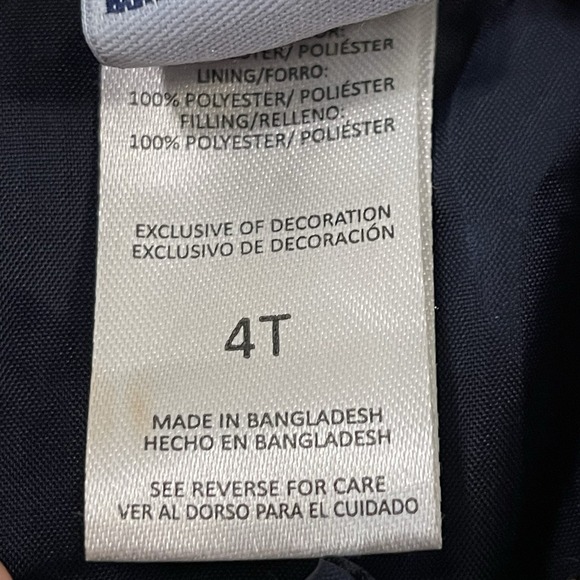 POLIÉSTER
LINING/FORRO:
100% POLYESTER/ POLIÉSTER
FILLING/RELLENO:
100% POLYESTER/ POLIÉSTER
EXCLUSIVE OF DECORATION
EXCLUSIVO DE DECORACIÓN
4T
MADE IN BANGLADESH
HECHO EN BANGLADESH
SEE REVERSE FOR CARE
VER AL DORSO PARA EL CUIDADO